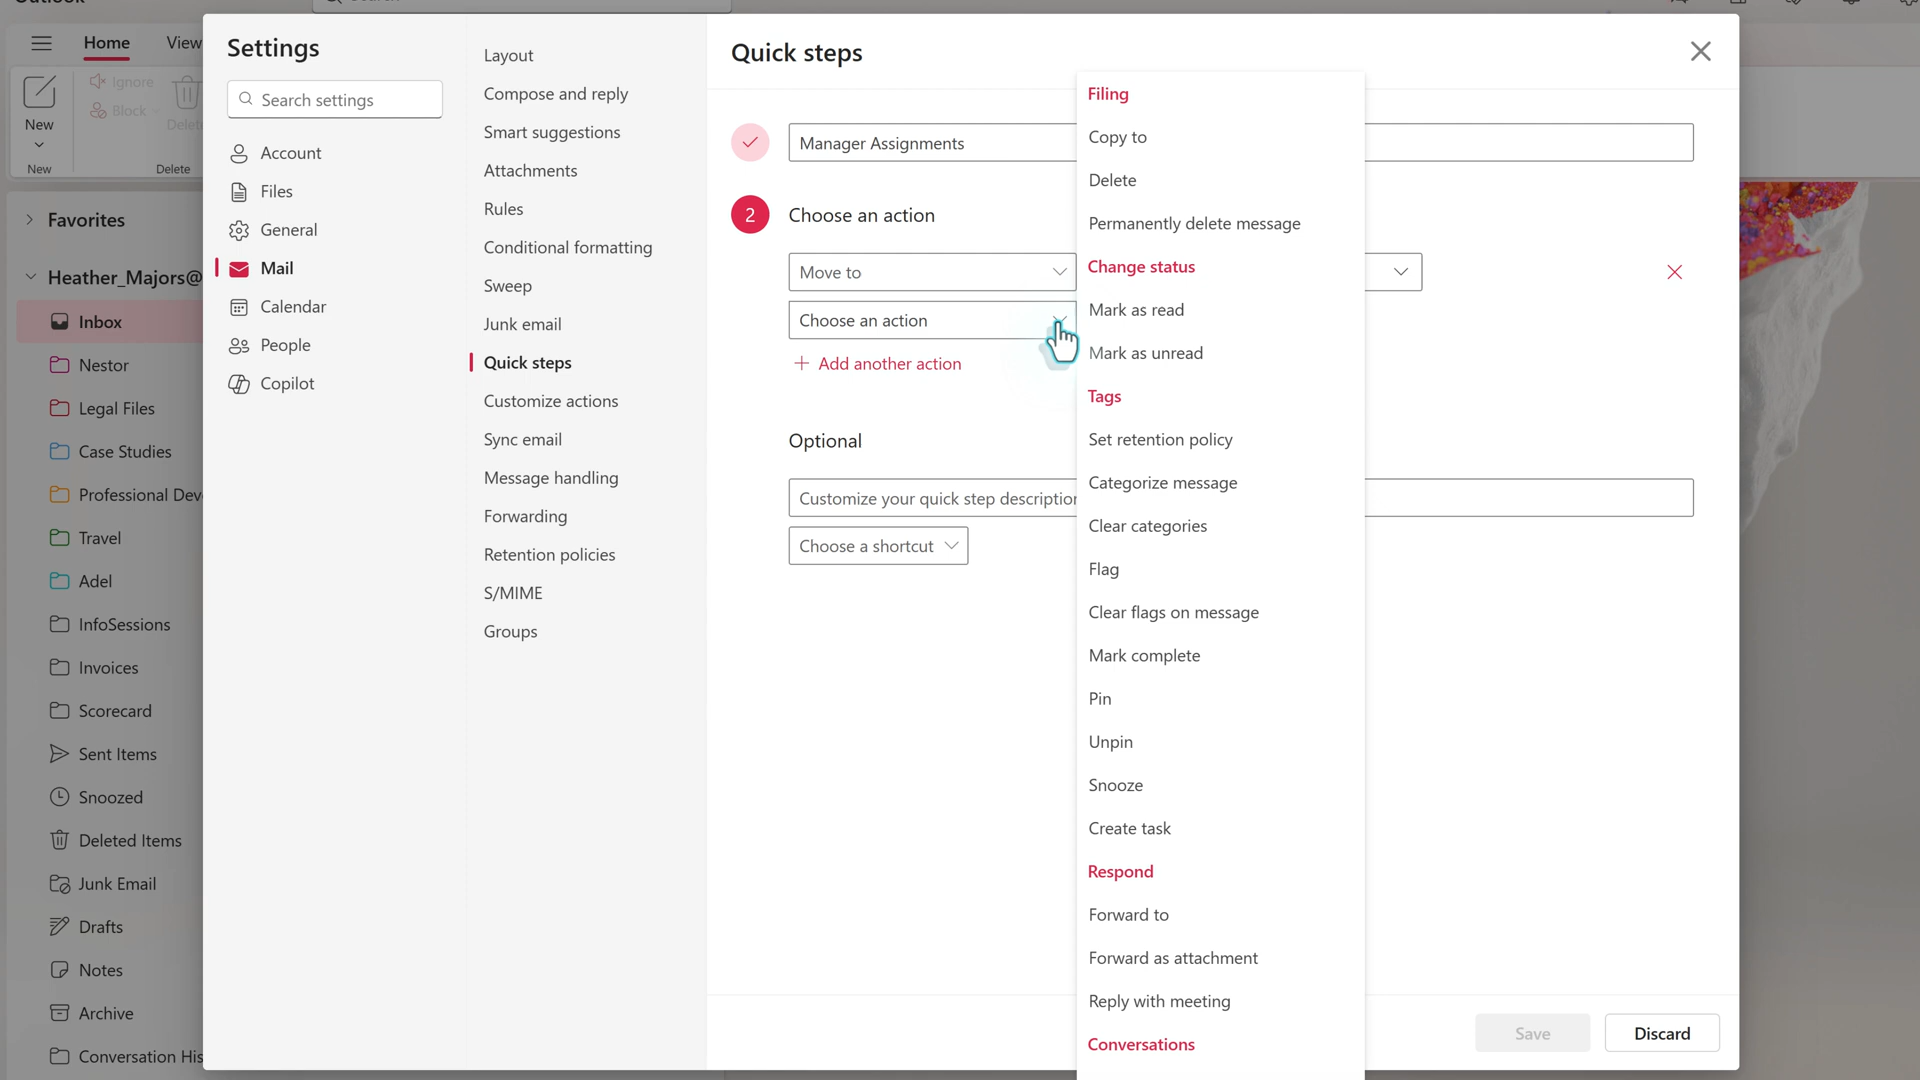 Outlook
Search
Home
View
New
Ignore
Block
Delete
New
Delete
Favorites
Heather_Majors@
Inbox
Nestor
Legal Files
Case Studies
Professional Dev
Travel
Adel
InfoSessions
Invoices
Scorecard
Sent Items
Snoozed
Deleted Items
Junk Email
Drafts
Notes
Archive
Conversation His
Settings
Search settings
Account
Files
General
Mail
Calendar
People
Copilot
Layout
Compose and reply
Smart suggestions
Attachments
Rules
Conditional formatting
Sweep
Junk email
Quick steps
Customize actions
Sync email
Message handling
Forwarding
Retention policies
S/MIME
Groups
Quick steps
Manager Assignments
2 Choose an action
Move to
Choose an action
Add another action
Optional
Customize your quick step description
Choose a shortcut
Filing
Copy to
Delete
Permanently delete message
Change status
Mark as read
Mark as unread
Tags
Set retention policy
Categorize message
Clear categories
Flag
Clear flags on message
Mark complete
Pin
Unpin
Snooze
Create task
Respond
Forward to
Forward as attachment
Reply with meeting
Conversations
Save
Discard